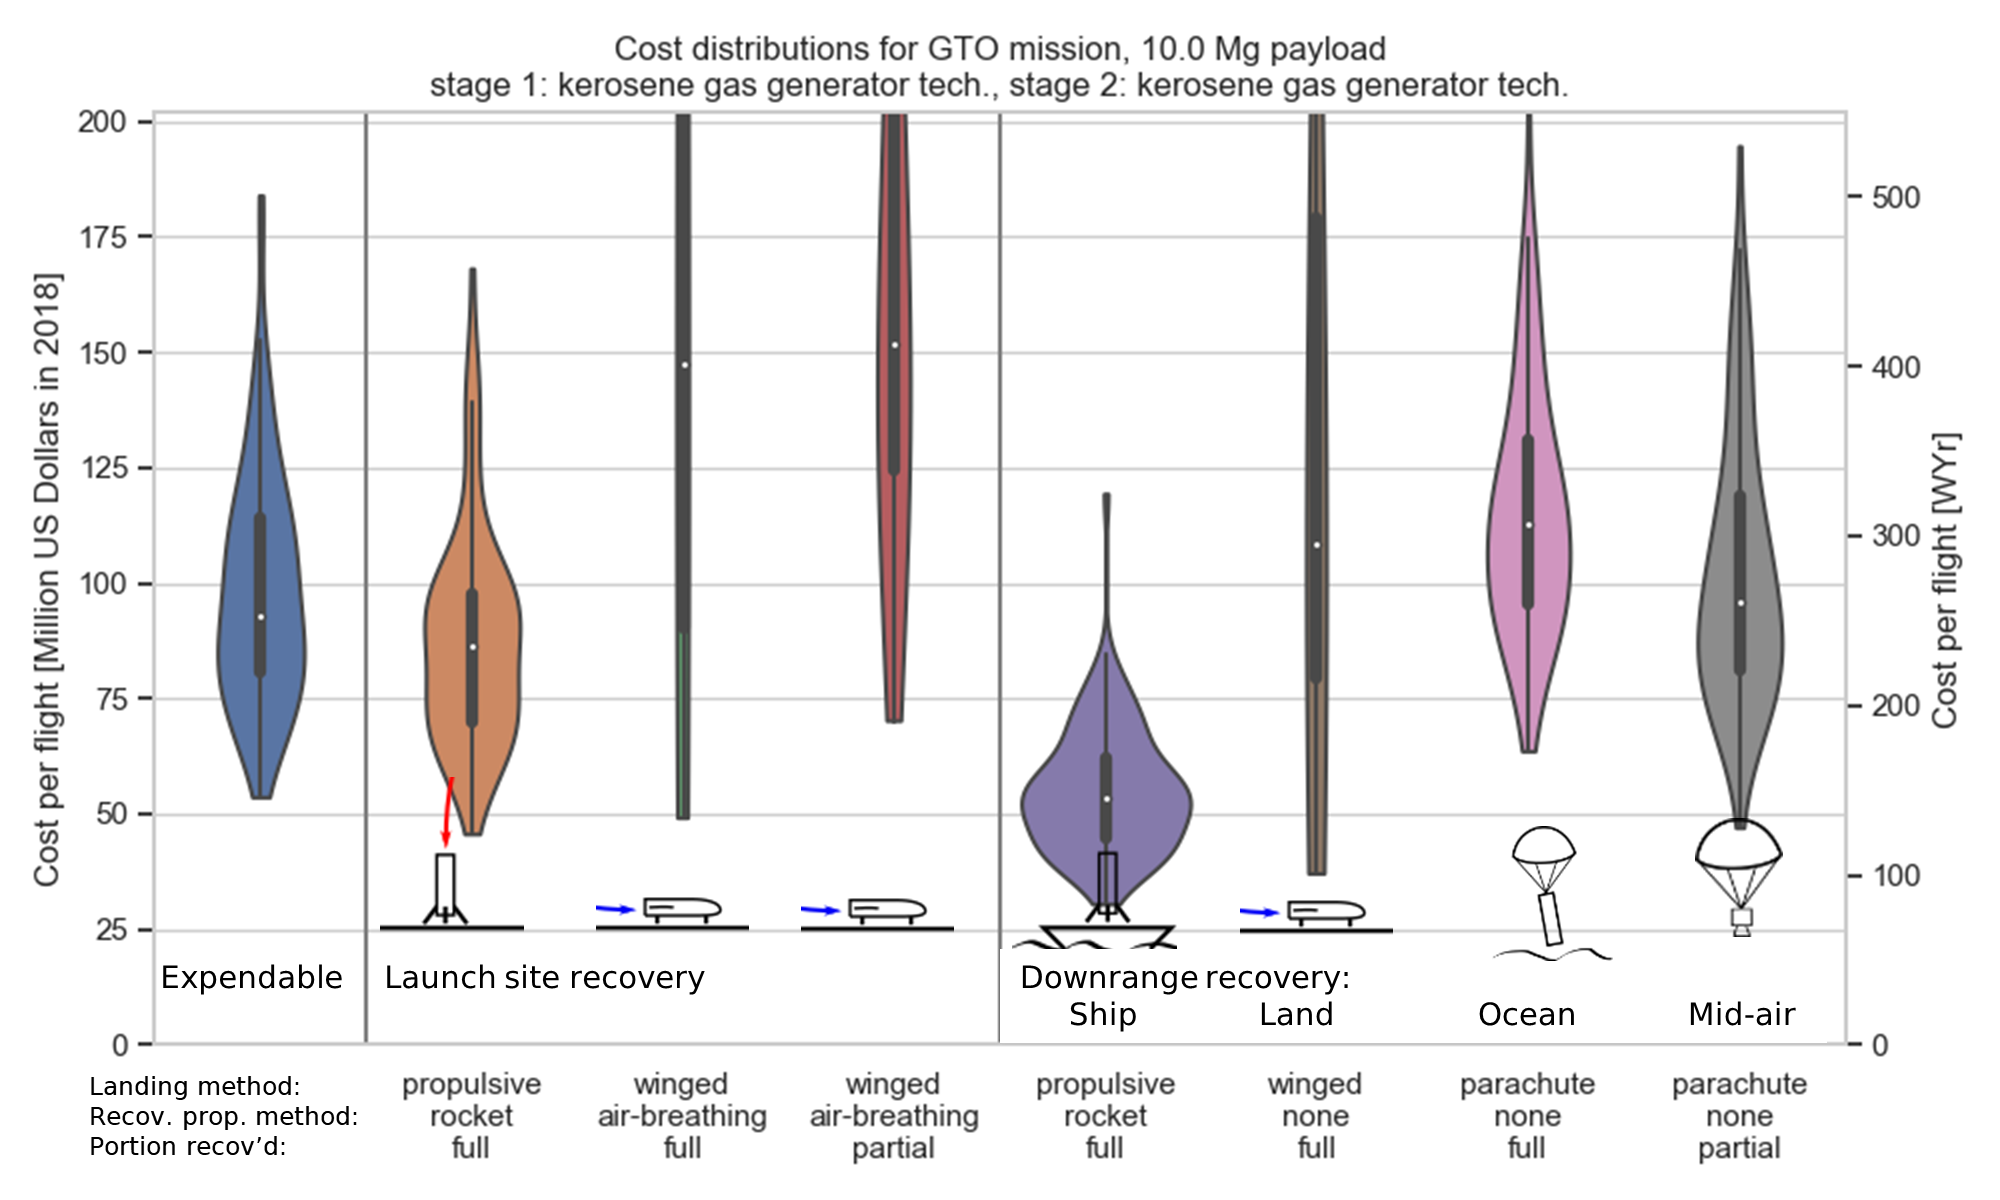 Cost distributions for GTO mission, 10.0 Mg payload
stage 1: kerosene gas generator tech., stage 2: kerosene gas generator tech.
Cost per flight [Million US Dollars in 2018]
200
175
150
125
100
75
50
25
0
Cost per flight [WYr]
500
400
300
200
100
0
Expendable
Launch site recovery
Downrange recovery:
Ship Land Ocean Mid-air
Landing method: propulsive winged winged propulsive winged parachute parachute
Recov. prop. method: rocket air-breathing air-breathing rocket none none none
Portion recov’d: full full partial full full full partial